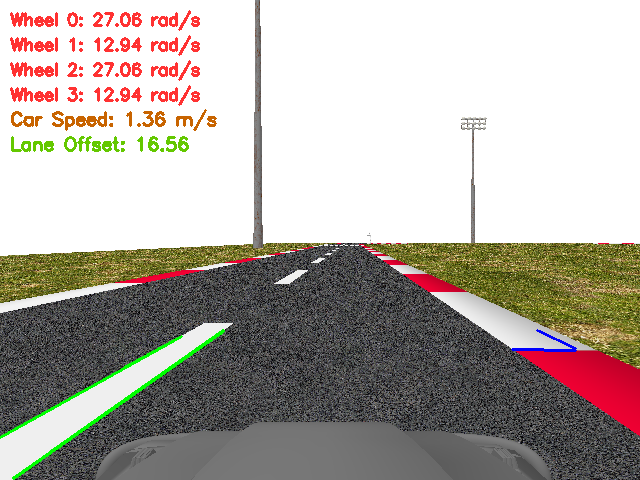 Wheel 0: 27.06 rad/s
Wheel 1: 12.94 rad/s
Wheel 2: 27.06 rad/s
Wheel 3: 12.94 rad/s
Car Speed: 1.36 m/s
Lane Offset: 16.56